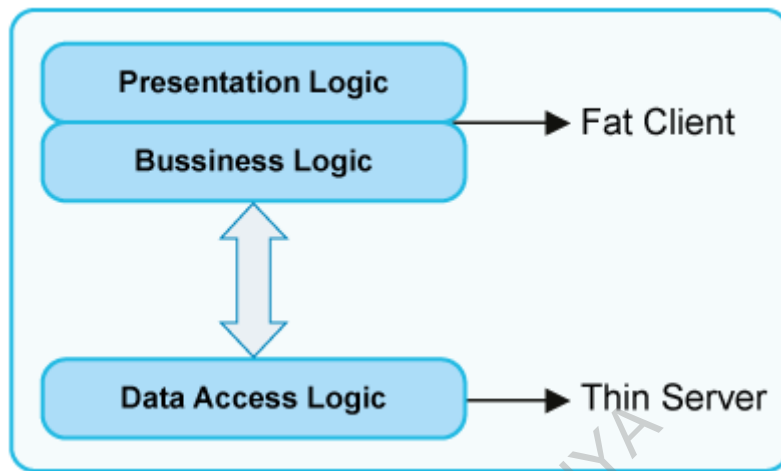 Presentation Logic
Fat Client
Bussiness Logic
Data Access Logic
Thin Server